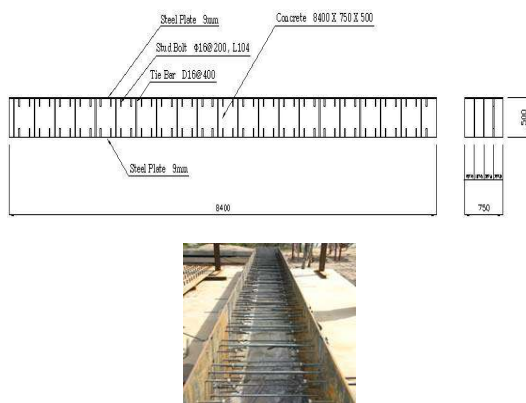 Steel Plate 9mm
Concrete 8400 X 750 X 500
Stud Bolt Φ16@200, L104
Tie Bar D16@400
Steel Plate 9mm
500
8400
750